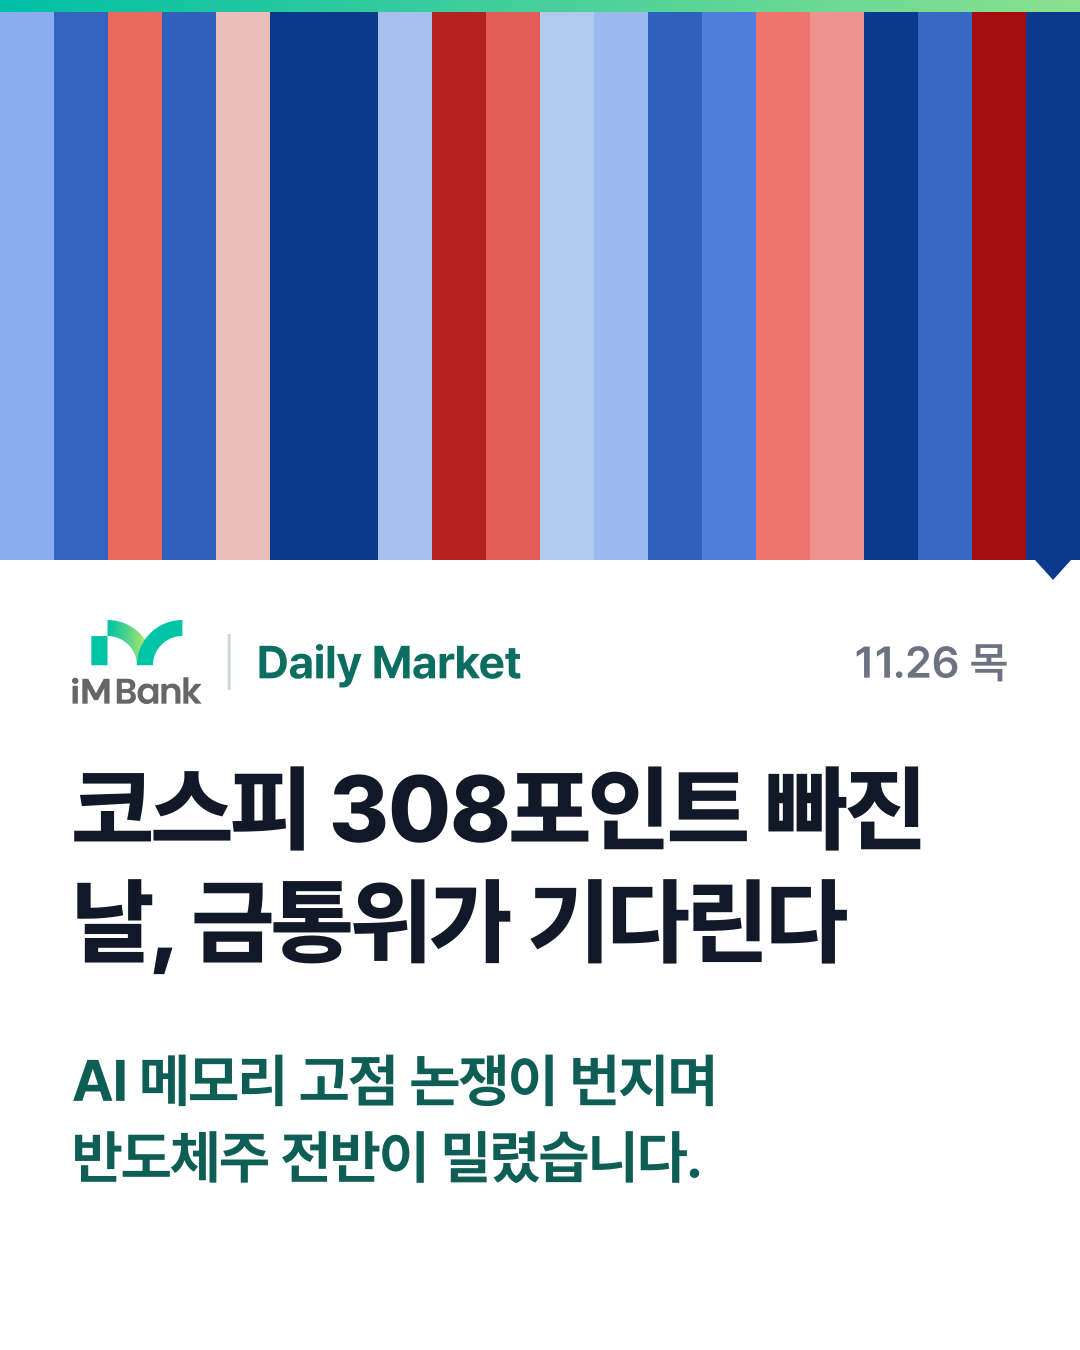 iM Bank
Daily Market
11.26 목
코스피 308포인트 빠진
날, 금통위가 기다린다
AI 메모리 고점 논쟁이 번지며
반도체주 전반이 밀렸습니다.